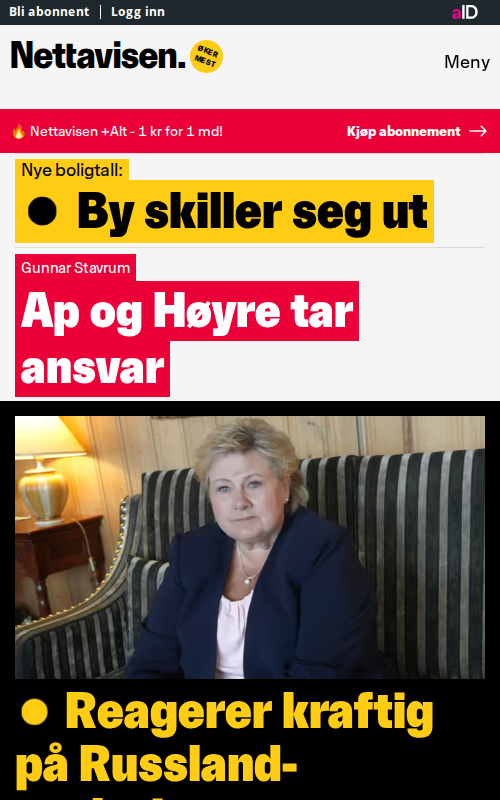 Bli abonnent | Logg inn
aID
Nettavisen.
ØKER
MEST
Meny
🔥 Nettavisen +Alt - 1 kr for 1 md!
Kjøp abonnement →
Nye boligtall:
● By skiller seg ut
Gunnar Stavrum
Ap og Høyre tar
ansvar
● Reagerer kraftig
på Russland-